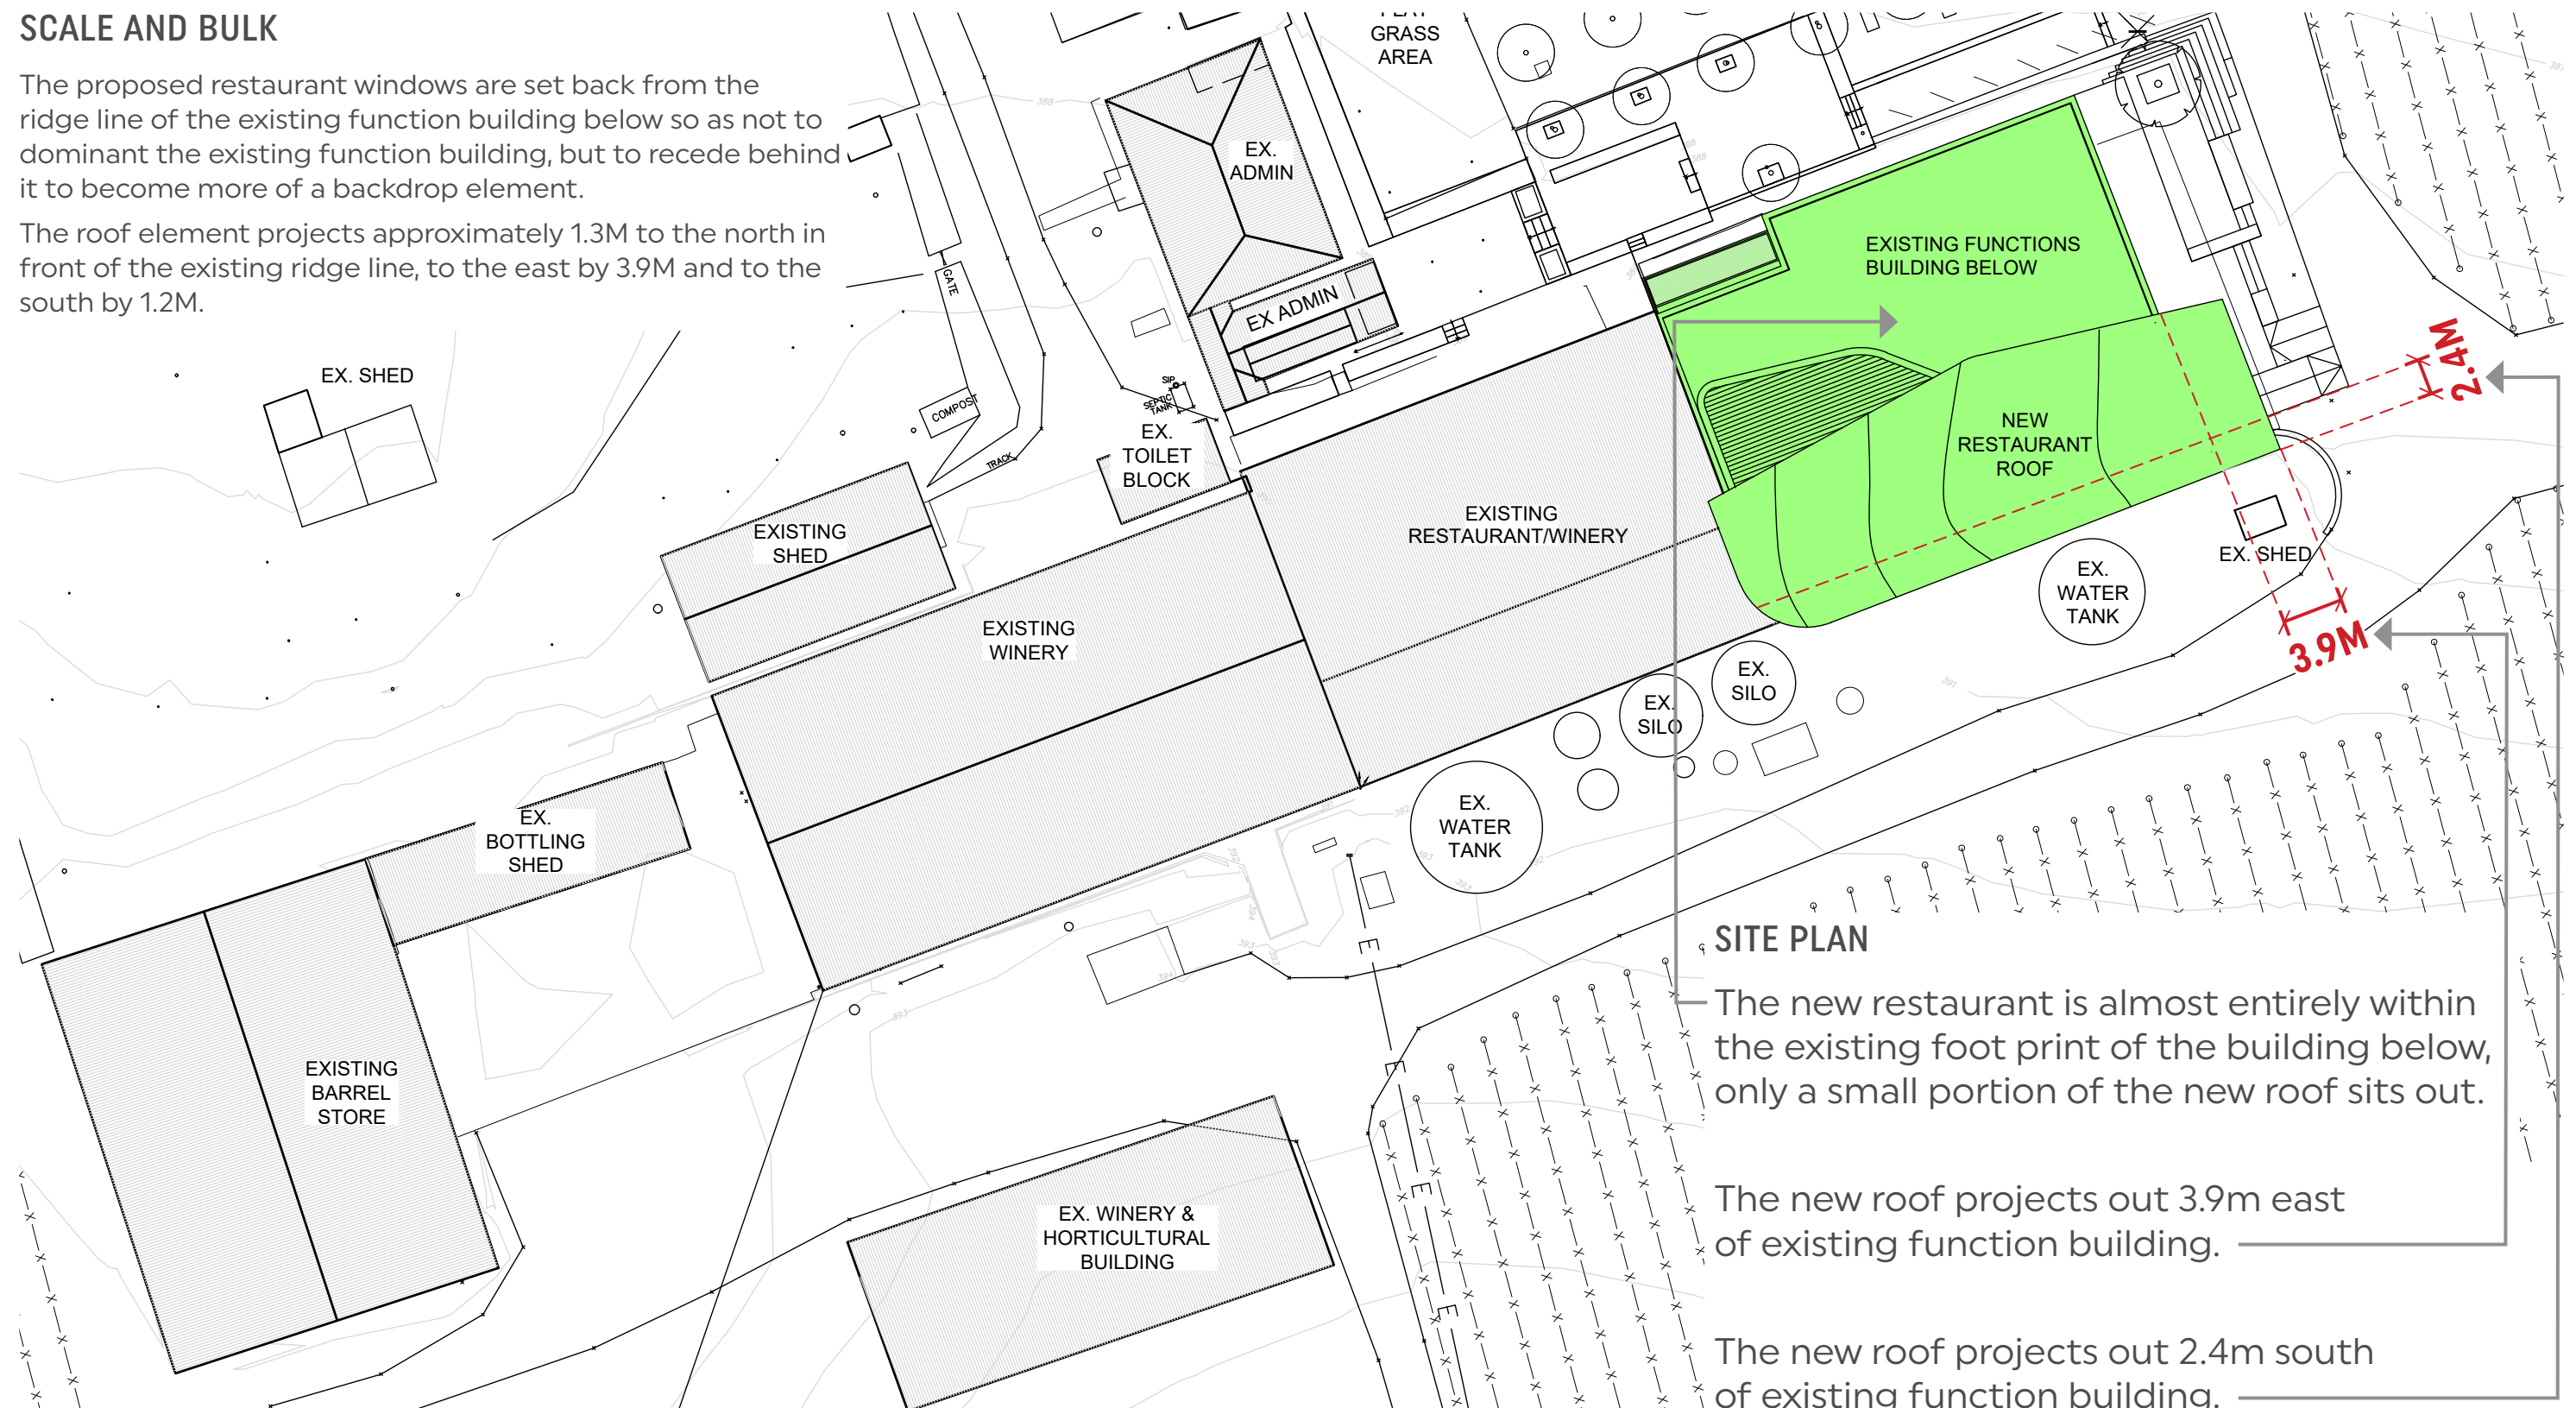 SCALE AND BULK
The proposed restaurant windows are set back from the
ridge line of the existing function building below so as not to
dominant the existing function building, but to recede behind
it to become more of a backdrop element.
The roof element projects approximately 1.3M to the north in
front of the existing ridge line, to the east by 3.9M and to the
south by 1.2M.
GRASS
AREA
388
EX.
ADMIN
EX ADMIN
GATE
EX. SHED
COMPOST
TRACK
SIP
SEPTIC
TANK
EX.
TOILET
BLOCK
EXISTING FUNCTIONS
BUILDING BELOW
NEW
RESTAURANT
ROOF
2.4M
3.9M
EX. SHED
EX.
WATER
TANK
EXISTING
RESTAURANT/WINERY
EXISTING
SHED
EXISTING
WINERY
EX.
SILO
EX.
SILO
EX.
WATER
TANK
391
392
393
394
EX.
BOTTLING
SHED
EXISTING
BARREL
STORE
EX. WINERY &
HORTICULTURAL
BUILDING
393
SITE PLAN
The new restaurant is almost entirely within
the existing foot print of the building below,
only a small portion of the new roof sits out.
The new roof projects out 3.9m east
of existing function building.
The new roof projects out 2.4m south
of existing function building.